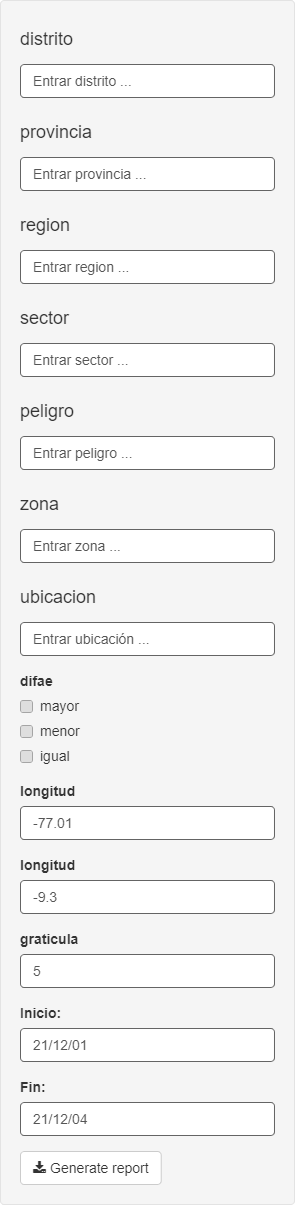 distrito
Entrar distrito ...
provincia
Entrar provincia ...
region
Entrar region ...
sector
Entrar sector ...
peligro
Entrar peligro ...
zona
Entrar zona ...
ubicacion
Entrar ubicación ...
difae
mayor
menor
igual
longitud
-77.01
longitud
-9.3
graticula
5
Inicio:
21/12/01
Fin:
21/12/04
Generate report